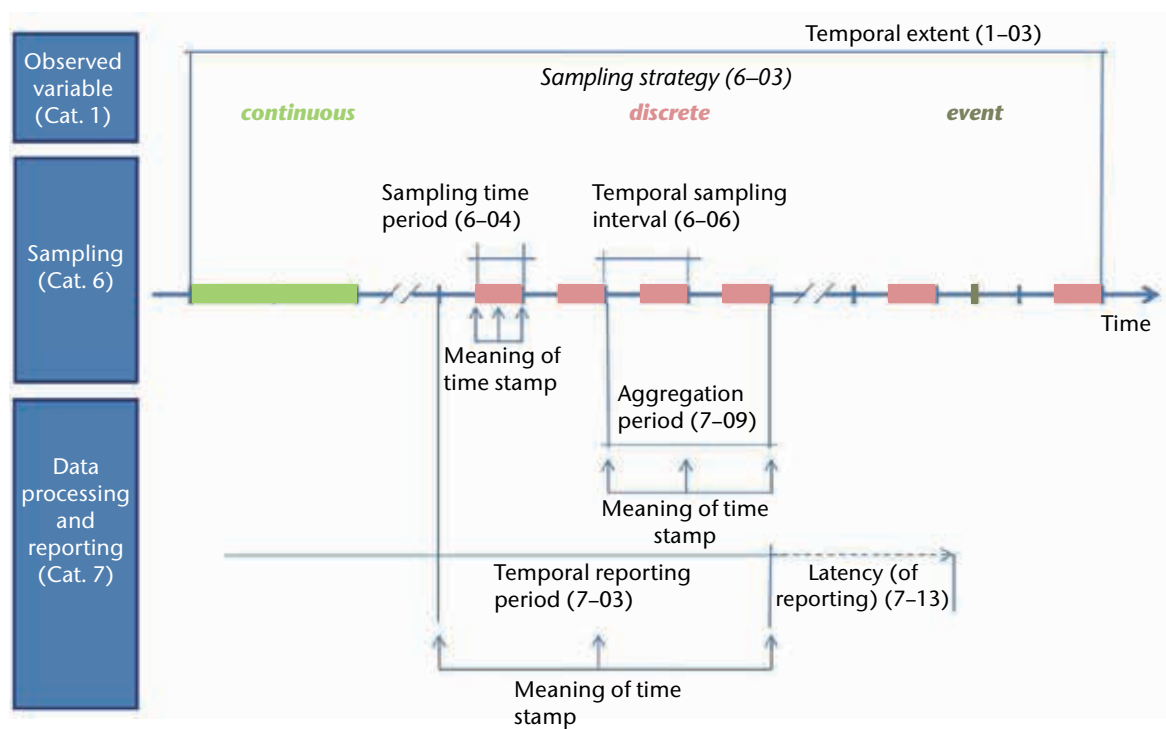 Observed
variable
(Cat. 1)
Temporal extent (1–03)
Sampling strategy (6–03)
continuous
discrete
event
Sampling
(Cat. 6)
Sampling time
period (6–04)
Temporal sampling
interval (6–06)
Time
Meaning of
time stamp
Aggregation
period (7–09)
Meaning of time
stamp
Data
processing
and
reporting
(Cat. 7)
Temporal reporting
period (7–03)
Latency (of
reporting) (7–13)
Meaning of time
stamp